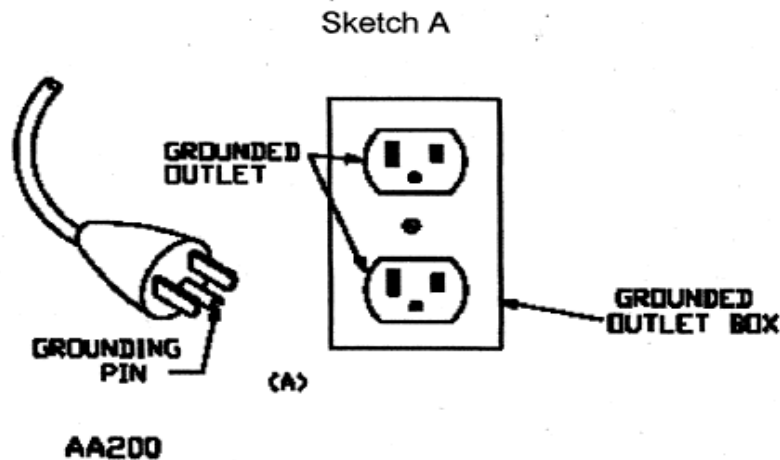 Sketch A
GROUNDED
OUTLET
GROUNDED
OUTLET BOX
GROUNDING
PIN
(A)
AA200